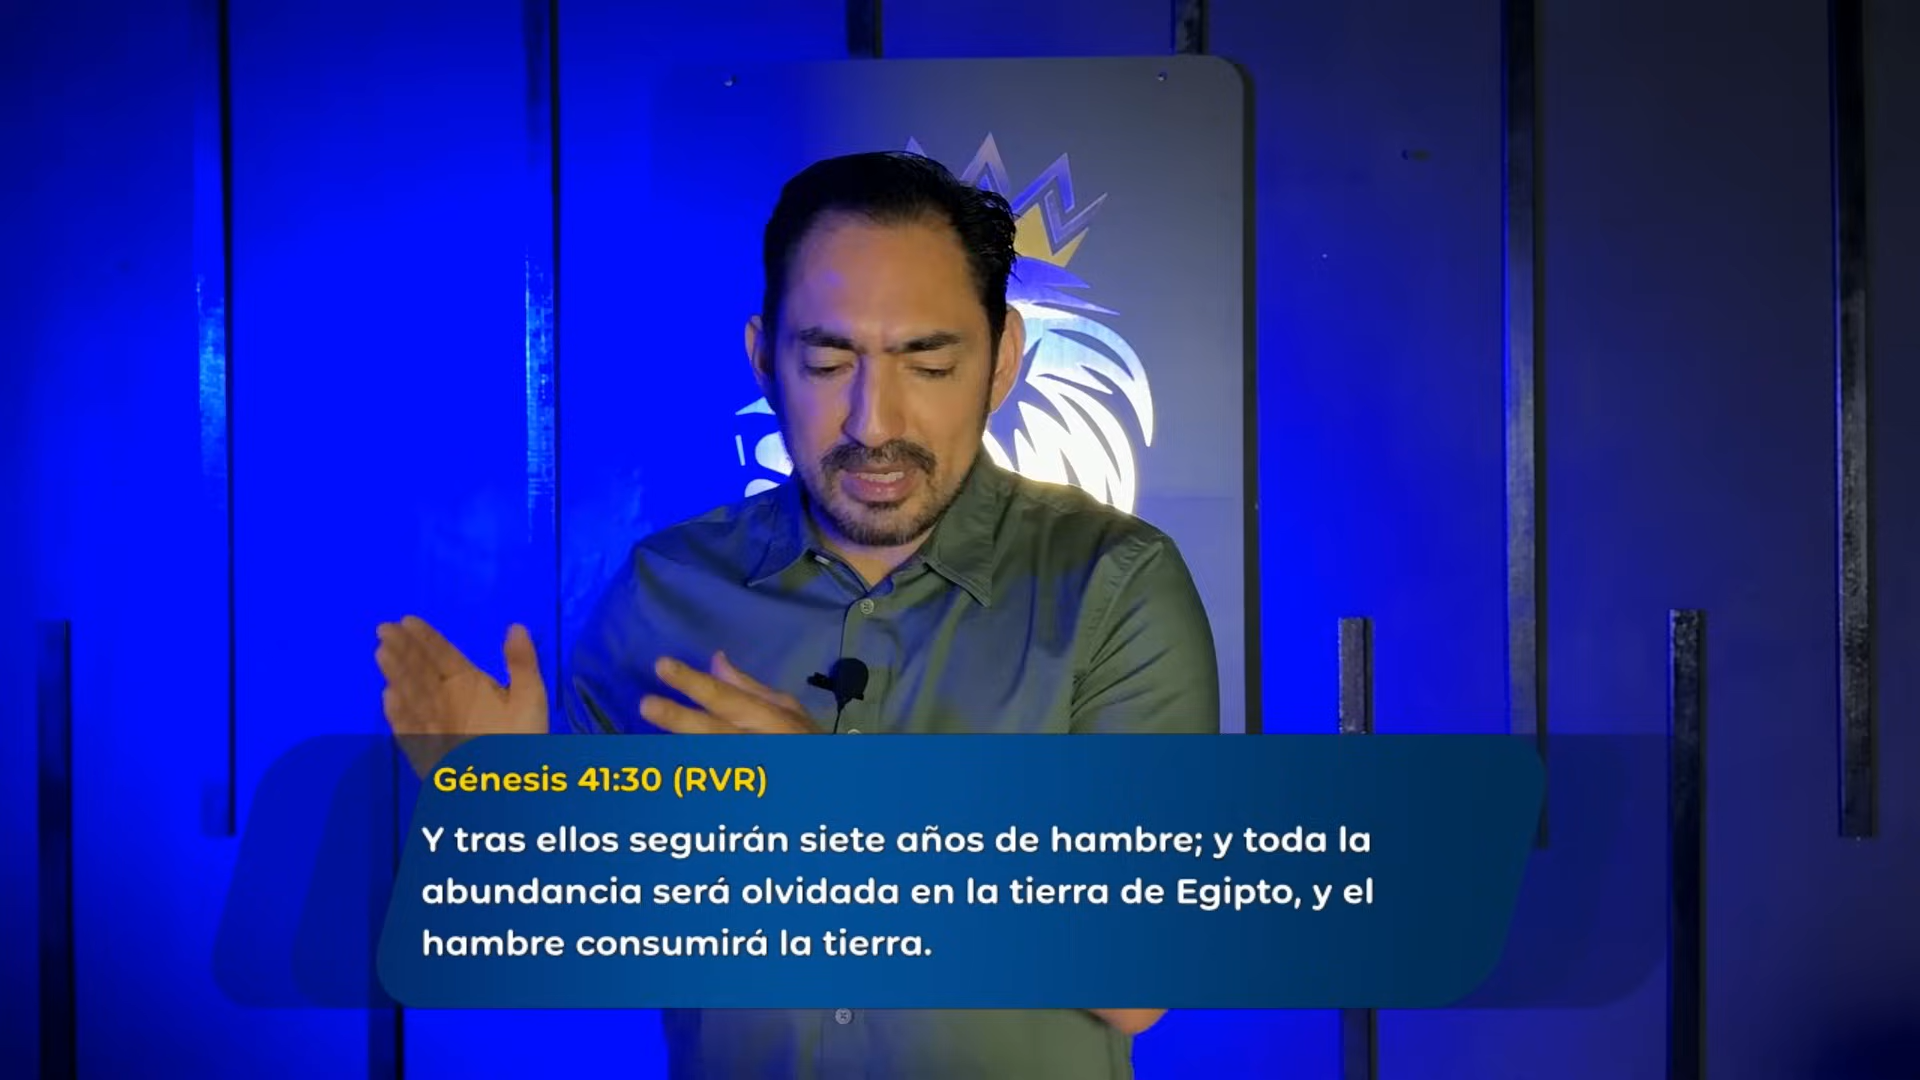 Génesis 41:30 (RVR)
Y tras ellos seguirán siete años de hambre; y toda la
abundancia será olvidada en la tierra de Egipto, y el
hambre consumirá la tierra.